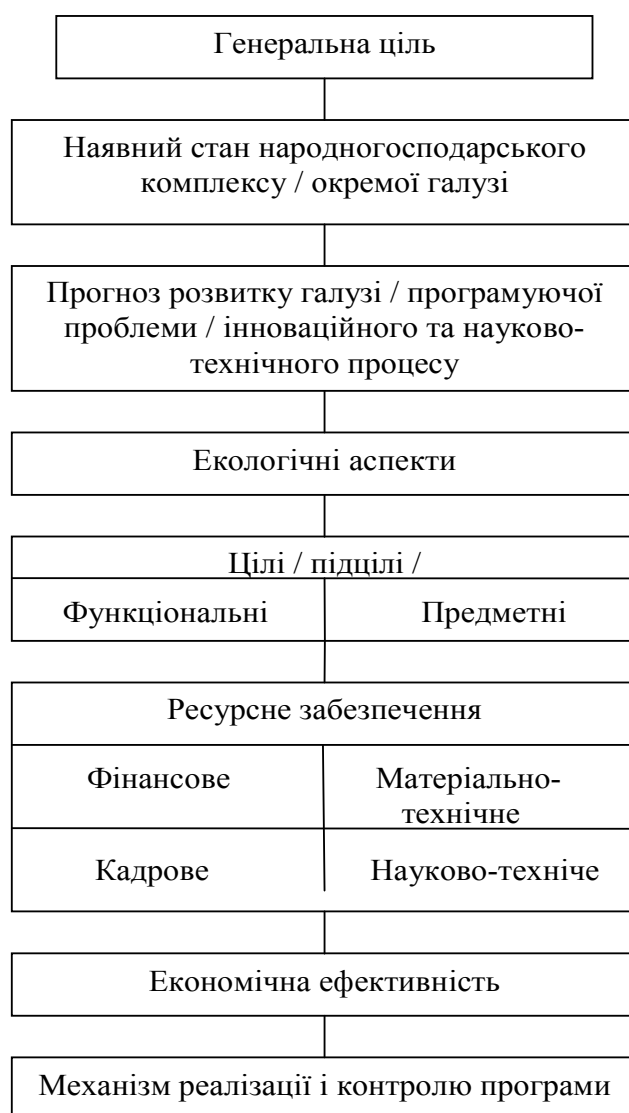 Генеральна ціль
Наявний стан народногосподарського
комплексу / окремої галузі
Прогноз розвитку галузі / програмуючої
проблеми / інноваційного та науково-
технічного процесу
Екологічні аспекти
Цілі / підцілі /
Функціональні Предметні
Ресурсне забезпечення
Фінансове Матеріально-
технічне
Кадрове Науково-техніче
Економічна ефективність
Механізм реалізації і контролю програми